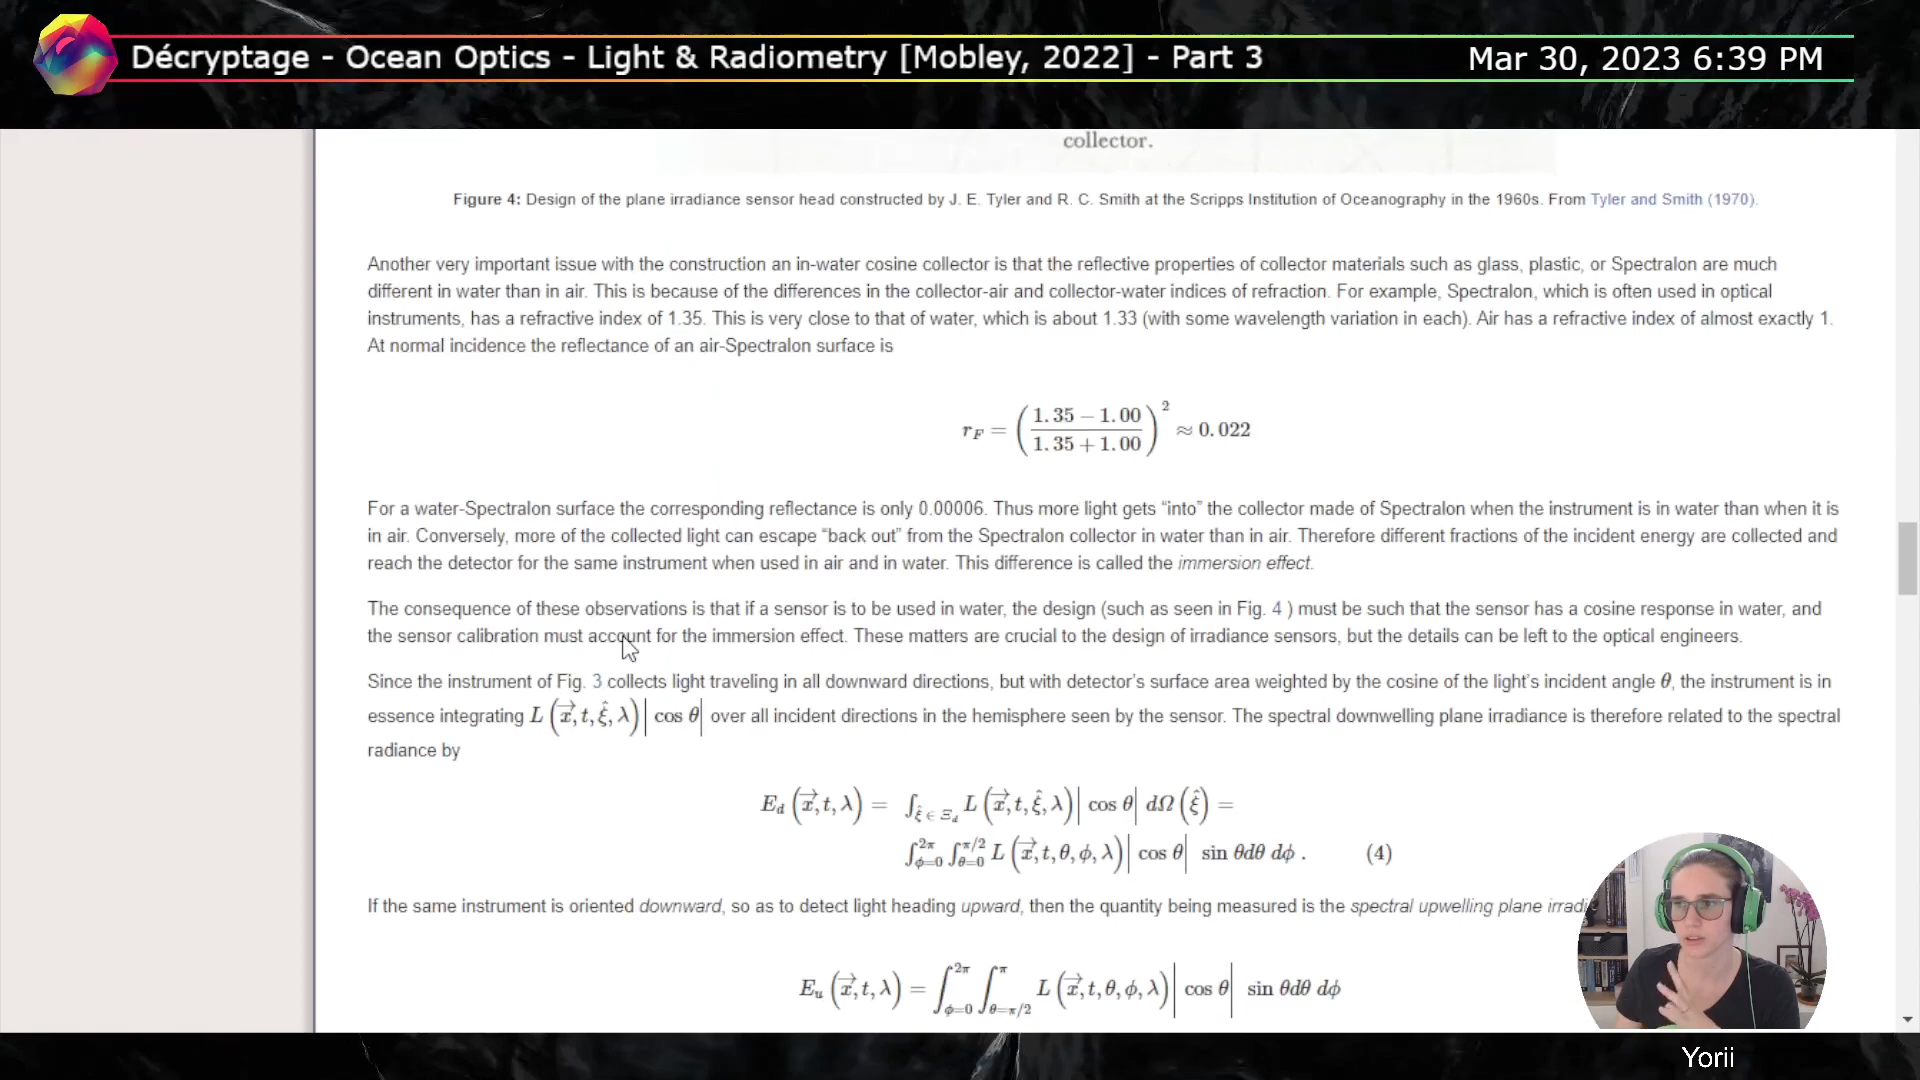 Décryptage - Ocean Optics - Light & Radiometry [Mobley, 2022] - Part 3
Mar 30, 2023 6:39 PM
collector.
Figure 4: Design of the plane irradiance sensor head constructed by J. E. Tyler and R. C. Smith at the Scripps Institution of Oceanography in the 1960s. From Tyler and Smith (1970).
Another very important issue with the construction an in-water cosine collector is that the reflective properties of collector materials such as glass, plastic, or Spectralon are much
different in water than in air. This is because of the differences in the collector-air and collector-water indices of refraction. For example, Spectralon, which is often used in optical
instruments, has a refractive index of 1.35. This is very close to that of water, which is about 1.33 (with some wavelength variation in each). Air has a refractive index of almost exactly 1.
At normal incidence the reflectance of an air-Spectralon surface is
r_F = ( (1.35 − 1.00) / (1.35 + 1.00) )^2 ≈ 0.022
For a water-Spectralon surface the corresponding reflectance is only 0.00006. Thus more light gets “into” the collector made of Spectralon when the instrument is in water than when it is
in air. Conversely, more of the collected light can escape “back out” from the Spectralon collector in water than in air. Therefore different fractions of the incident energy are collected and
reach the detector for the same instrument when used in air and in water. This difference is called the immersion effect.
The consequence of these observations is that if a sensor is to be used in water, the design (such as seen in Fig. 4 ) must be such that the sensor has a cosine response in water, and
the sensor calibration must account for the immersion effect. These matters are crucial to the design of irradiance sensors, but the details can be left to the optical engineers.
Since the instrument of Fig. 3 collects light traveling in all downward directions, but with detector’s surface area weighted by the cosine of the light’s incident angle θ, the instrument is in
essence integrating L (x⃗, t, ξ̂, λ) | cos θ| over all incident directions in the hemisphere seen by the sensor. The spectral downwelling plane irradiance is therefore related to the spectral
radiance by
E_d (x⃗, t, λ) = ∫_{ξ̂ ∈ Ξ_d} L (x⃗, t, ξ̂, λ) | cos θ| dΩ (ξ̂) =
∫_{φ=0}^{2π} ∫_{θ=0}^{π/2} L (x⃗, t, θ, φ, λ) | cos θ| sin θdθ dφ . (4)
If the same instrument is oriented downward, so as to detect light heading upward, then the quantity being measured is the spectral upwelling plane
E_u (x⃗, t, λ) = ∫_{φ=0}^{2π} ∫_{θ=π/2}^{π} L (x⃗, t, θ, φ, λ) | cos θ| sin θdθ dφ
Yorii